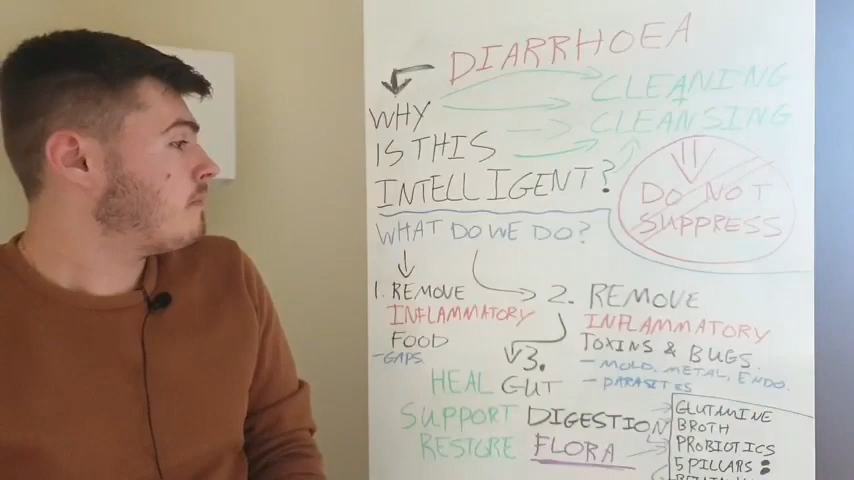 DIARRHOEA
CLEANING
CLEANSING
WHY
IS THIS
INTELLIGENT?
DO NOT
SUPPRESS
WHAT DO WE DO?
1. REMOVE
INFLAMMATORY
FOOD
- GAPS.
2. REMOVE
INFLAMMATORY
TOXINS & BUGS.
- MOLD, METAL, ENDO.
- PARASITES
3.
HEAL GUT
SUPPORT DIGESTION
RESTORE FLORA
GLUTAMINE
BROTH
PROBIOTICS
5 PILLARS: